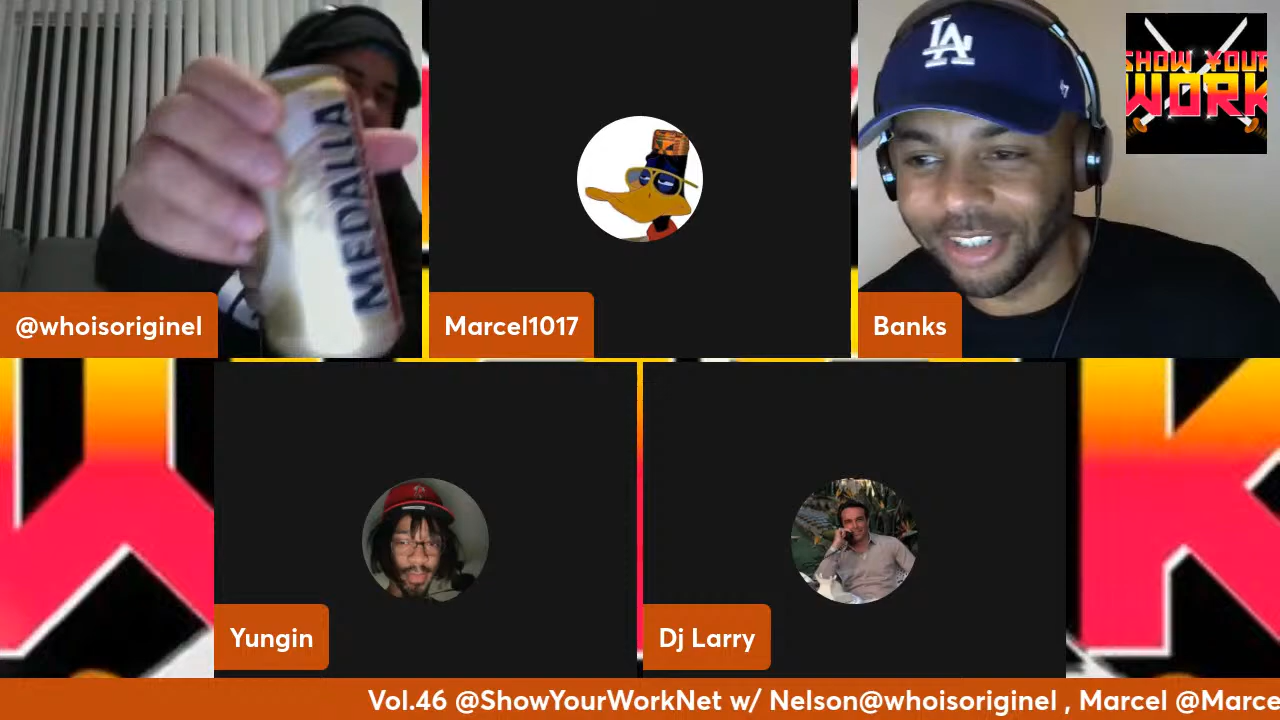 MEDALLA
LA
SHOW YOUR
WORK
@whoisoriginel
Marcel1017
Banks
Yungin
Dj Larry
Vol.46 @ShowYourWorkNet w/ Nelson@whoisoriginel , Marcel @Marce